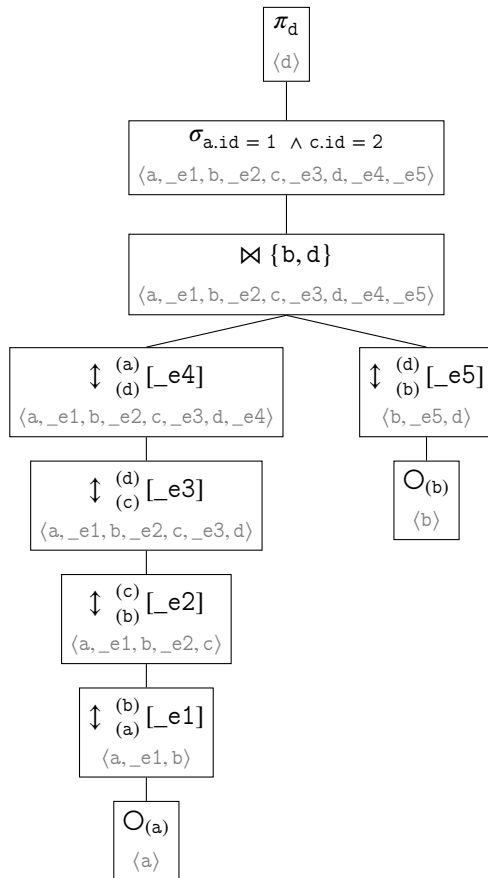 π_d
⟨d⟩
σ_a.id = 1 ∧ c.id = 2
⟨a, _e1, b, _e2, c, _e3, d, _e4, _e5⟩
⋈ {b, d}
⟨a, _e1, b, _e2, c, _e3, d, _e4, _e5⟩
↕ (a) (d) [_e4]
⟨a, _e1, b, _e2, c, _e3, d, _e4⟩
↕ (d) (b) [_e5]
⟨b, _e5, d⟩
↕ (d) (c) [_e3]
⟨a, _e1, b, _e2, c, _e3, d⟩
○(b)
⟨b⟩
↕ (c) (b) [_e2]
⟨a, _e1, b, _e2, c⟩
↕ (b) (a) [_e1]
⟨a, _e1, b⟩
○(a)
⟨a⟩